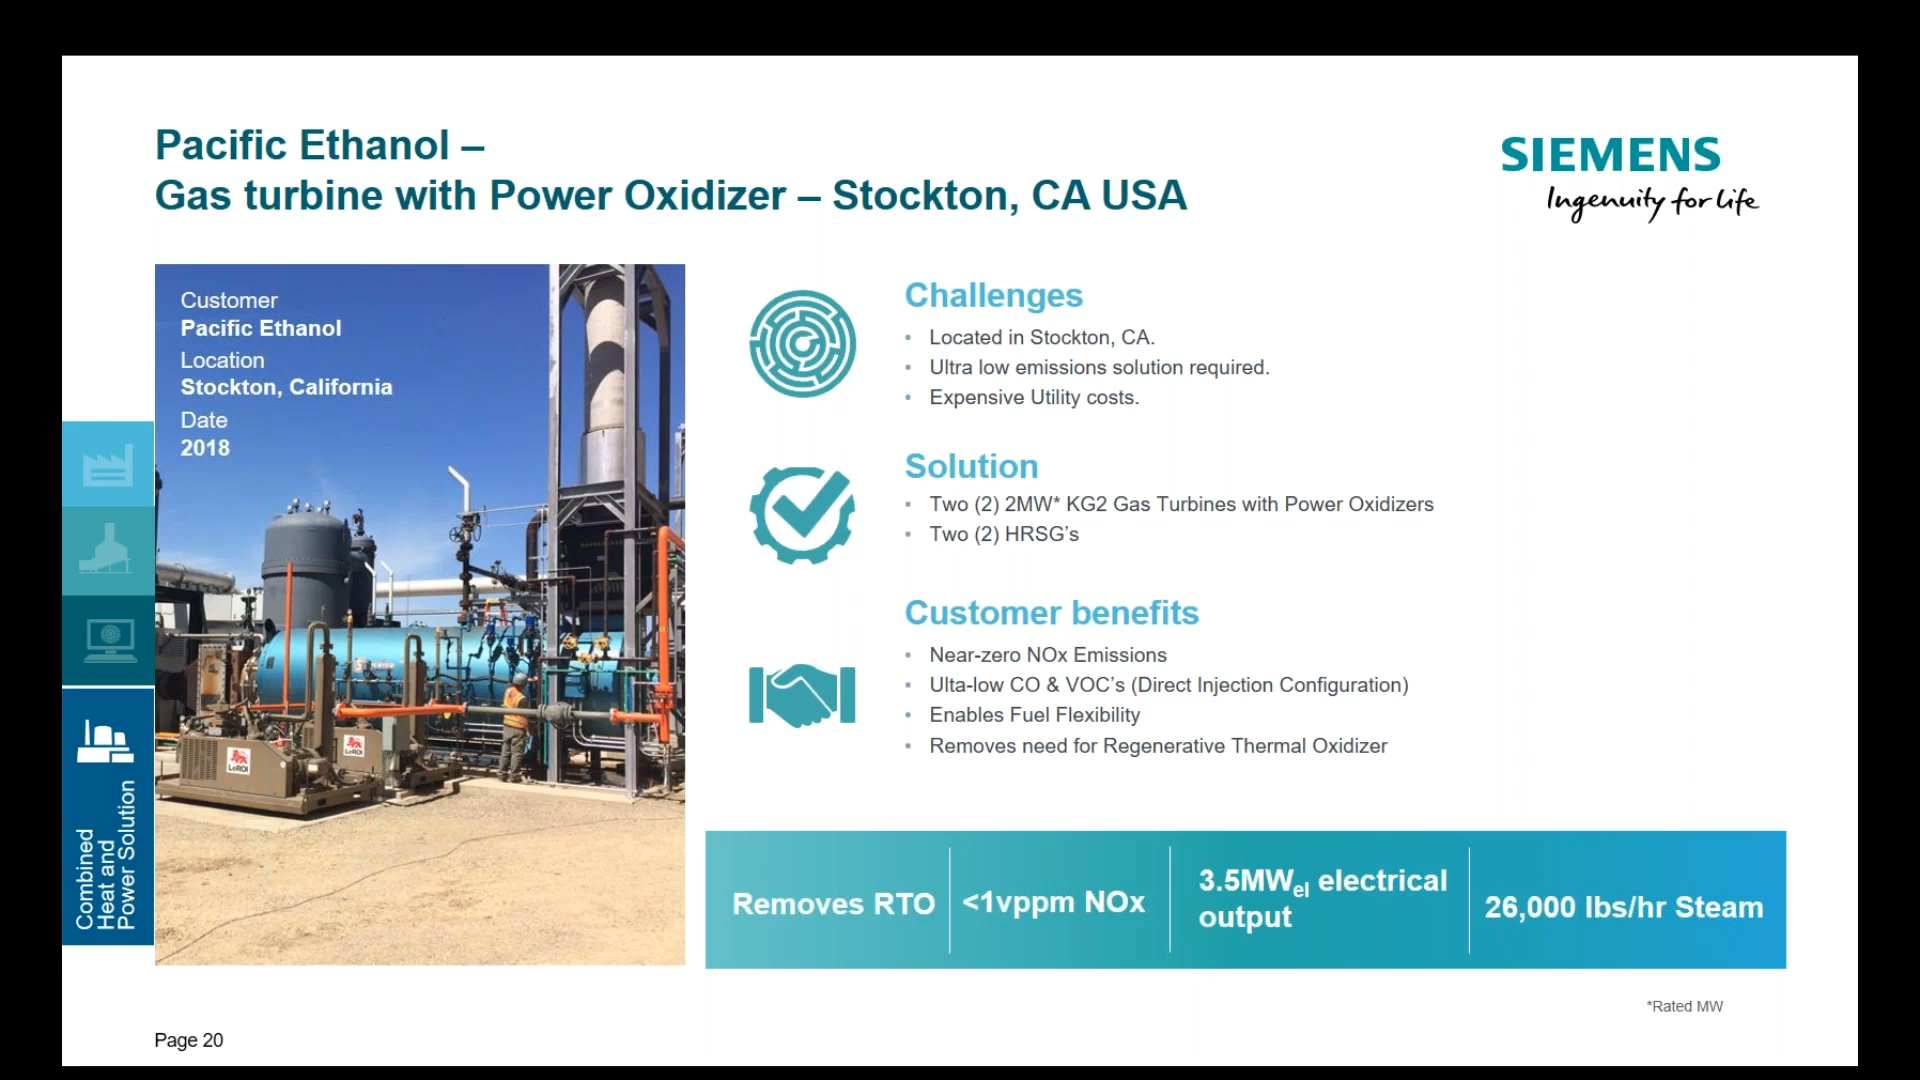 Pacific Ethanol –
Gas turbine with Power Oxidizer – Stockton, CA USA
SIEMENS
Ingenuity for life
Customer
Pacific Ethanol
Location
Stockton, California
Date
2018
LeROI
LeROI
Combined
Heat and
Power Solution
Challenges
• Located in Stockton, CA.
• Ultra low emissions solution required.
• Expensive Utility costs.
Solution
• Two (2) 2MW* KG2 Gas Turbines with Power Oxidizers
• Two (2) HRSG’s
Customer benefits
• Near-zero NOx Emissions
• Ulta-low CO & VOC’s (Direct Injection Configuration)
• Enables Fuel Flexibility
• Removes need for Regenerative Thermal Oxidizer
Removes RTO
<1vppm NOx
3.5MWel electrical
output
26,000 lbs/hr Steam
*Rated MW
Page 20